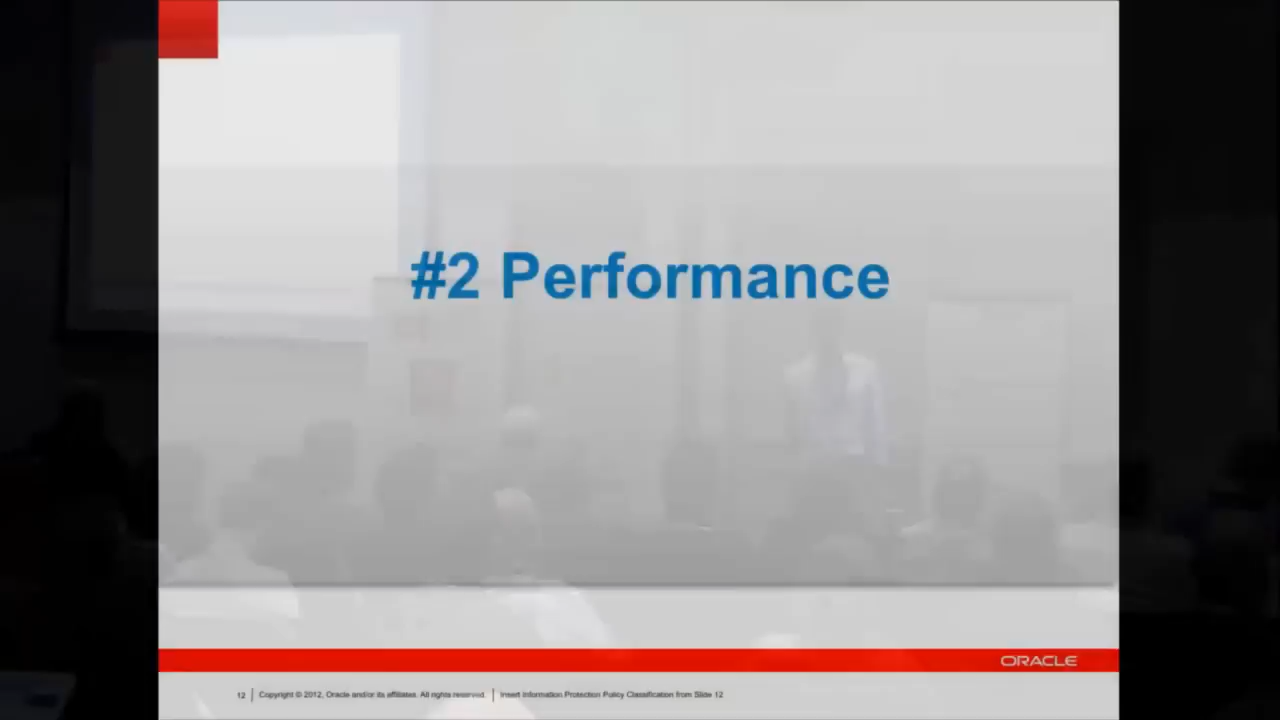 #2 Performance
ORACLE
12 Copyright © 2012, Oracle and/or its affiliates. All rights reserved. Insert Information Protection Policy Classification from Slide 12